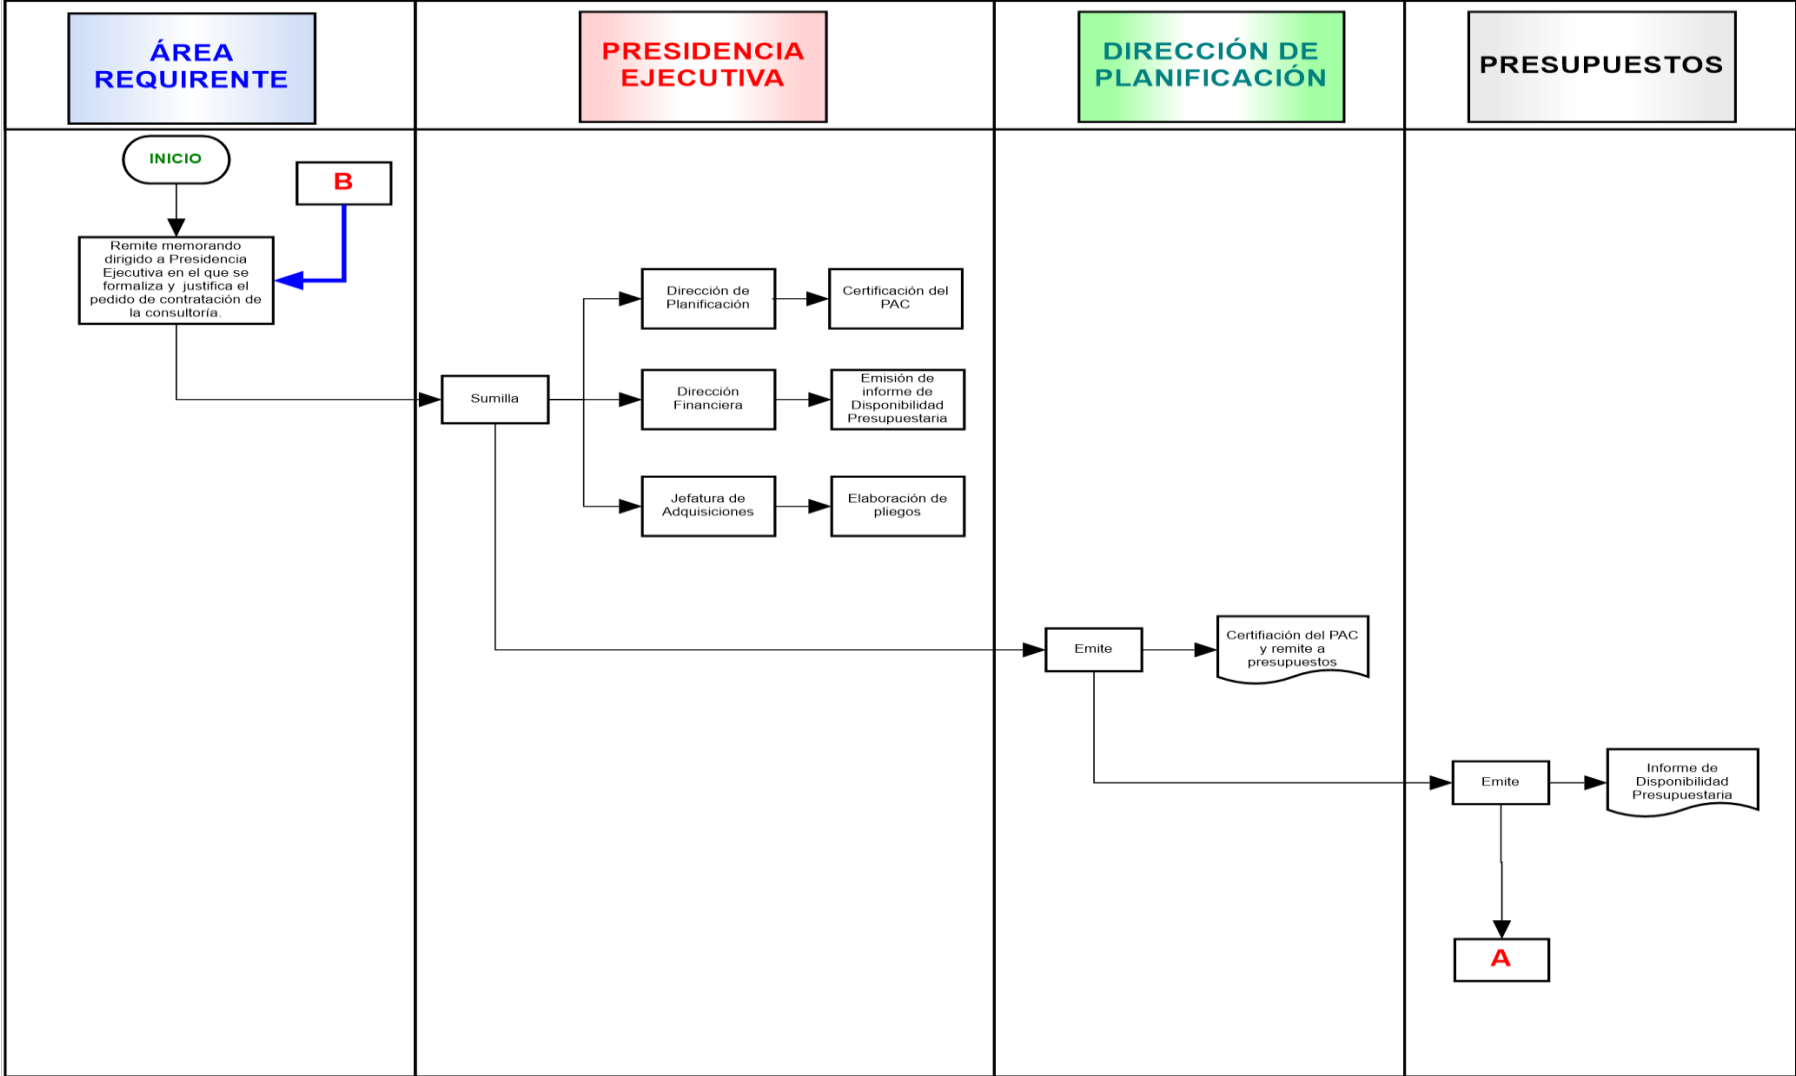 ÁREA
REQUIRENTE
PRESIDENCIA
EJECUTIVA
DIRECCIÓN DE
PLANIFICACIÓN
PRESUPUESTOS
INICIO
B
Remite memorando
dirigido a Presidencia
Ejecutiva en el que se
formaliza y justifica el
pedido de contratación de
la consultoría.
Sumilla
Dirección de
Planificación
Certificación del
PAC
Dirección
Financiera
Emisión de
informe de
Disponibilidad
Presupuestaria
Jefatura de
Adquisiciones
Elaboración de
pliegos
Emite
Certifiación del PAC
y remite a
presupuestos
Emite
Informe de
Disponibilidad
Presupuestaria
A